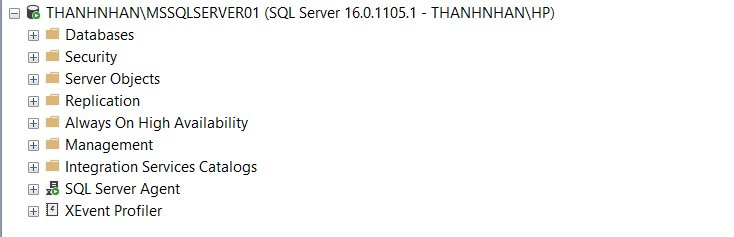 THANHNHAN\MSSQLSERVER01 (SQL Server 16.0.1105.1 - THANHNHAN\HP)
Databases
Security
Server Objects
Replication
Always On High Availability
Management
Integration Services Catalogs
SQL Server Agent
XEvent Profiler